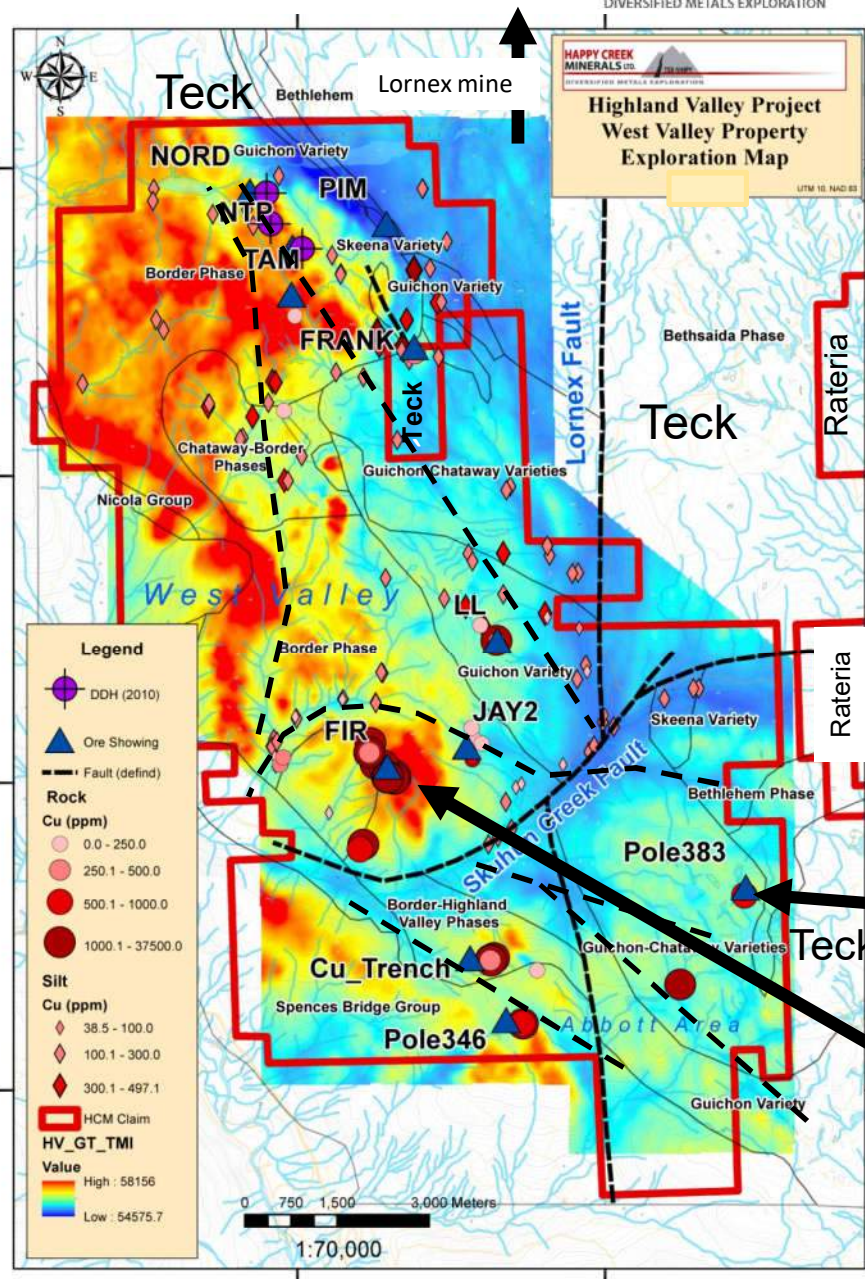 DIVERSIFIED METALS EXPLORATION
HAPPY CREEK
MINERALS LTD.
DIVERSIFIED METALS EXPLORATION
Highland Valley Project
West Valley Property
Exploration Map
UTM 10, NAD 83
N
W
E
S
Teck
Bethlehem
Lornex mine
NORD
Guichon Variety
PIM
NTP
Skeena Variety
TAM
Border Phase
Guichon Variety
FRANK
Lornex Fault
Bethsaida Phase
Rateria
Teck
Teck
Chataway-Border
Phases
Guichon-Chataway Varieties
Nicola Group
West Valley
LL
Border Phase
Guichon Variety
Rateria
JAY2
Skeena Variety
FIR
Skuhun Creek Fault
Bethlehem Phase
Pole383
Border-Highland
Valley Phases
Guichon-Chataway Varieties
Teck
Cu_Trench
Spences Bridge Group
Pole346
Abbott Area
Guichon Variety
Legend
DDH (2010)
Ore Showing
Fault (defind)
Rock
Cu (ppm)
0.0 - 250.0
250.1 - 500.0
500.1 - 1000.0
1000.1 - 37500.0
Silt
Cu (ppm)
38.5 - 100.0
100.1 - 300.0
300.1 - 497.1
HCM Claim
HV_GT_TMI
Value
High : 58156
Low : 54575.7
0 750 1,500 3,000 Meters
1:70,000